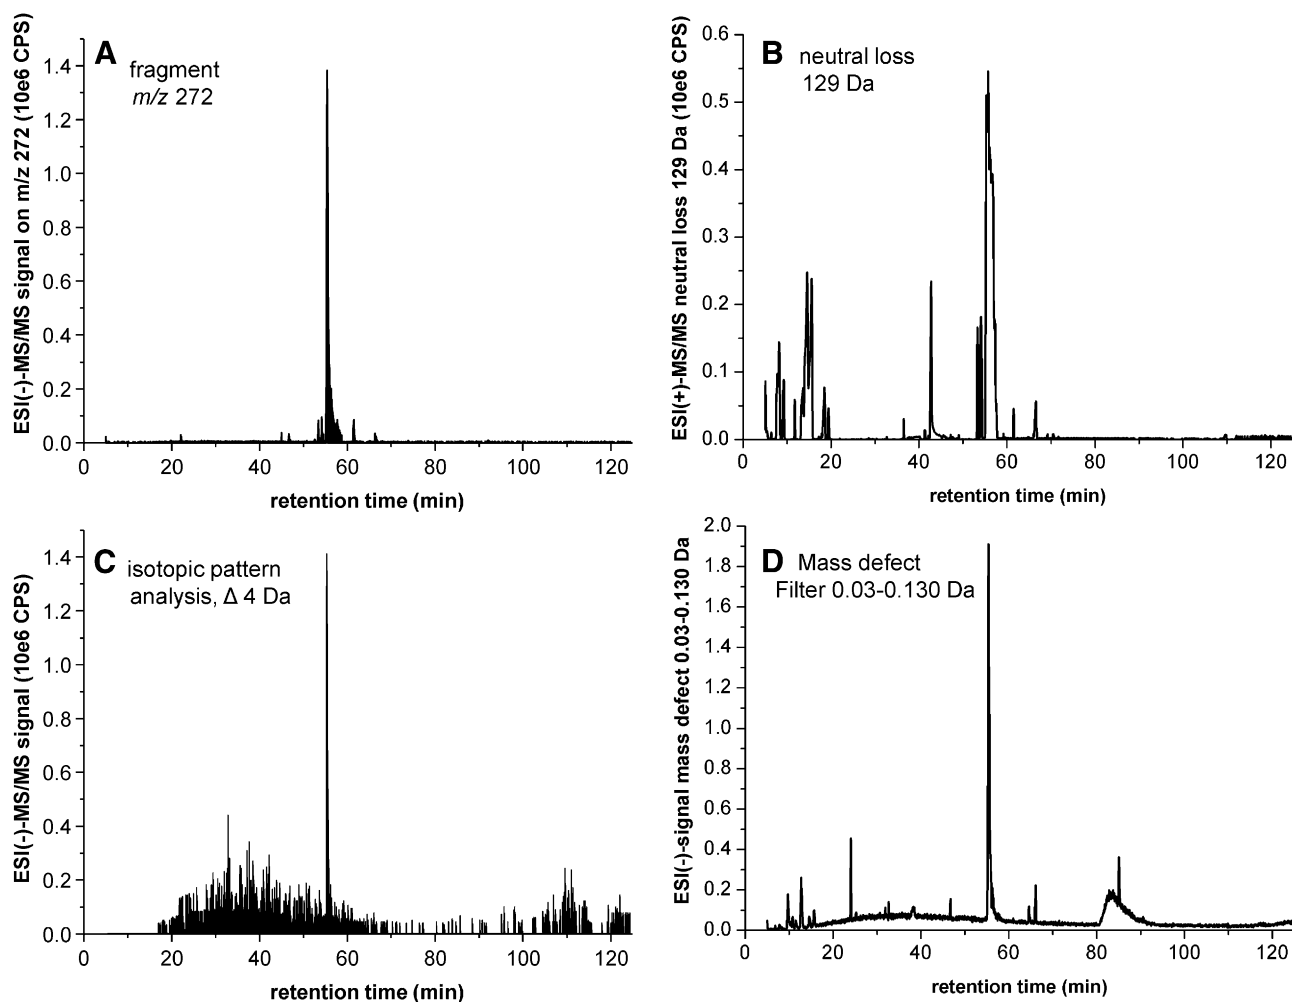 A
fragment
m/z 272
ESI(-)-MS/MS signal on m/z 272 (10e6 CPS)
1.4
1.2
1.0
0.8
0.6
0.4
0.2
0.0
0 20 40 60 80 100 120
retention time (min)
B
neutral loss
129 Da
ESI(+)-MS/MS neutral loss 129 Da (10e6 CPS)
0.6
0.5
0.4
0.3
0.2
0.1
0.0
0 20 40 60 80 100 120
retention time (min)
C
isotopic pattern
analysis, Δ 4 Da
ESI(-)-MS/MS signal (10e6 CPS)
1.4
1.2
1.0
0.8
0.6
0.4
0.2
0.0
0 20 40 60 80 100 120
retention time (min)
D
Mass defect
Filter 0.03-0.130 Da
ESI(-)-signal mass defect 0.03-0.130 Da
2.0
1.8
1.6
1.4
1.2
1.0
0.8
0.6
0.4
0.2
0.0
0 20 40 60 80 100 120
retention time (min)